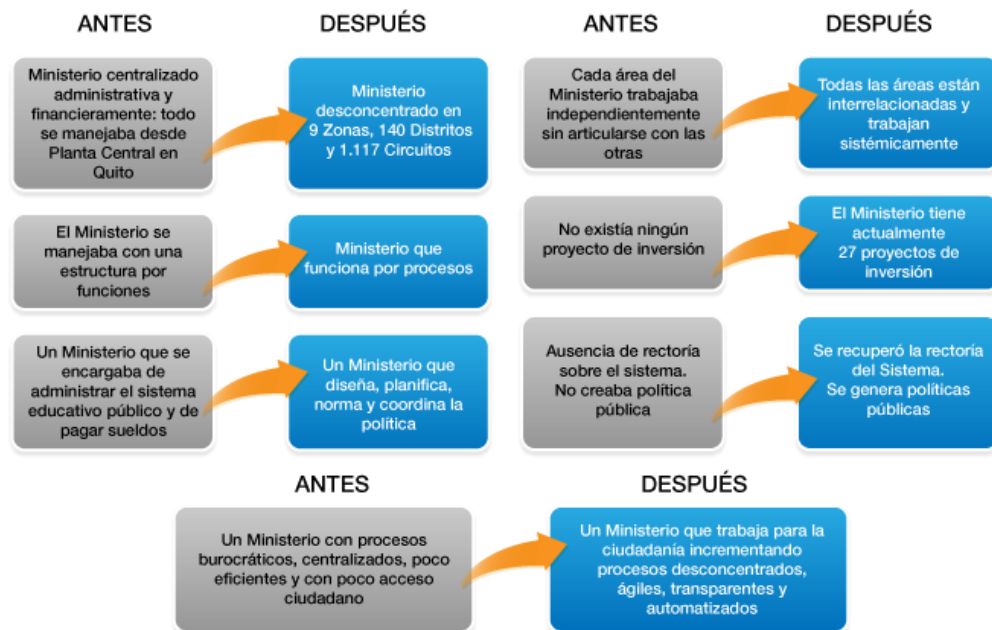 ANTES
DESPUÉS
Ministerio centralizado
administrativa y
financieramente: todo
se manejaba desde
Planta Central en
Quito
Ministerio
desconcentrado en
9 Zonas, 140 Distritos
y 1.117 Circuitos
El Ministerio se
manejaba con una
estructura por
funciones
Ministerio que
funciona por procesos
Un Ministerio que se
encargaba de
administrar el sistema
educativo público y de
pagar sueldos
Un Ministerio que
diseña, planifica,
norma y coordina la
política
ANTES
DESPUÉS
Cada área del
Ministerio trabajaba
independientemente
sin articularse con las
otras
Todas las áreas están
interrelacionadas y
trabajan
sistémicamente
No existía ningún
proyecto de inversión
El Ministerio tiene
actualmente
27 proyectos de
inversión
Ausencia de rectoría
sobre el sistema.
No creaba política
pública
Se recuperó la rectoría
del Sistema.
Se genera políticas
públicas
ANTES
DESPUÉS
Un Ministerio con procesos
burocráticos, centralizados, poco
eficientes y con poco acceso
ciudadano
Un Ministerio que trabaja para la
ciudadanía incrementando
procesos desconcentrados,
ágiles, transparentes y
automatizados